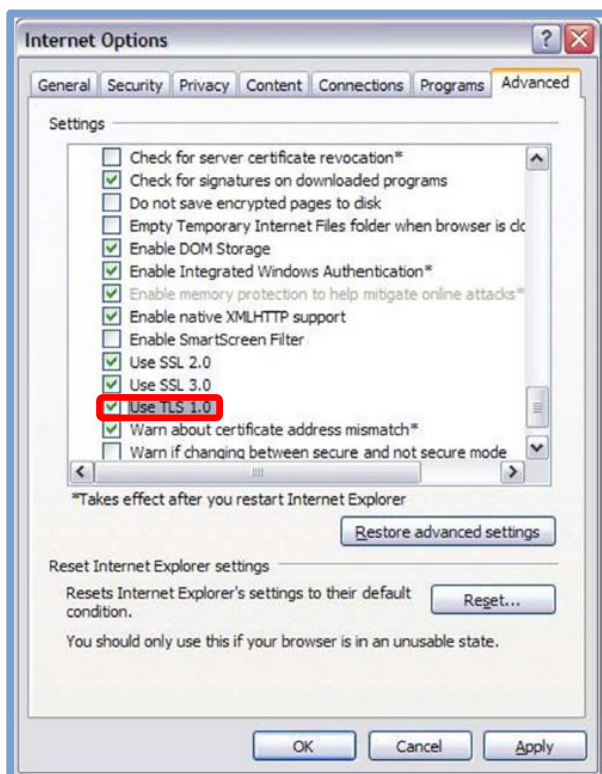 Internet Options
General Security Privacy Content Connections Programs Advanced
Settings
Check for server certificate revocation*
Check for signatures on downloaded programs
Do not save encrypted pages to disk
Empty Temporary Internet Files folder when browser is
Enable DOM Storage
Enable Integrated Windows Authentication*
Enable memory protection to help mitigate online attacks*
Enable native XMLHTTP support
Enable SmartScreen Filter
Use SSL 2.0
Use SSL 3.0
Use TLS 1.0
Warn about certificate address mismatch*
Warn if changing between secure and not secure mode
*Takes effect after you restart Internet Explorer
Restore advanced settings
Reset Internet Explorer settings
Resets Internet Explorer's settings to their default
condition.
Reset...
You should only use this if your browser is in an unusable state.
OK Cancel Apply